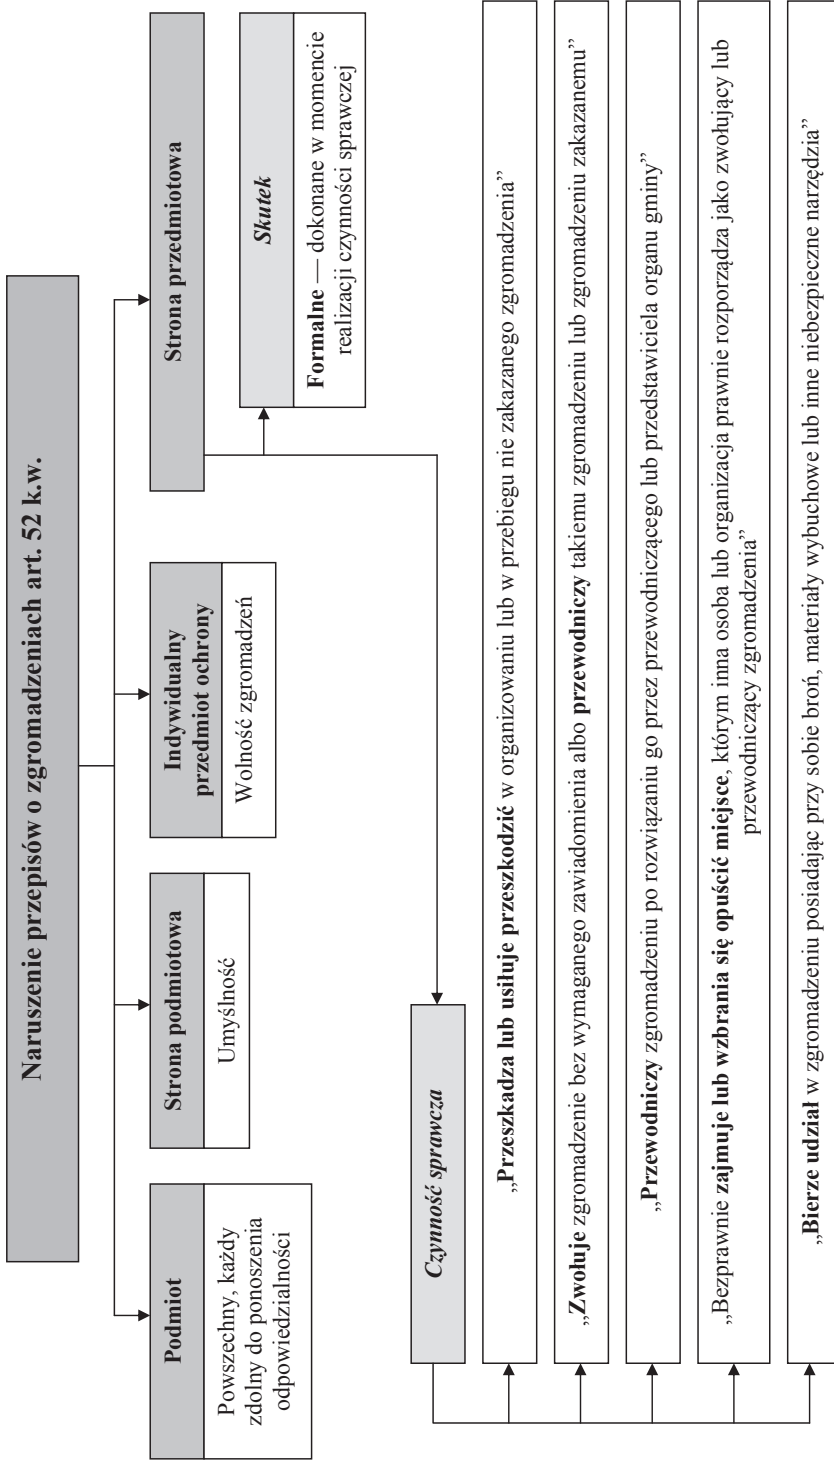 Naruszenie przepisów o zgromadzeniach art. 52 k.w.
Podmiot
Powszechny, każdy
zdolny do ponoszenia
odpowiedzialności
Strona podmiotowa
Umyślność
Indywidualny
przedmiot ochrony
Wolność zgromadzeń
Strona przedmiotowa
Skutek
Formalne — dokonane w momencie
realizacji czynności sprawczej
Czynność sprawcza
„Przeszkadza lub usiłuje przeszkodzić w organizowaniu lub w przebiegu nie zakazanego zgromadzenia”
„Zwołuje zgromadzenie bez wymaganego zawiadomienia albo przewodniczy takiemu zgromadzeniu lub zgromadzeniu zakazanemu”
„Przewodniczy zgromadzeniu po rozwiązaniu go przez przewodniczącego lub przedstawiciela organu gminy”
„Bezprawnie zajmuje lub wzbrania się opuścić miejsce, którym inna osoba lub organizacja prawnie rozporządza jako zwołujący lub
przewodniczący zgromadzenia”
„Bierze udział w zgromadzeniu posiadając przy sobie broń, materiały wybuchowe lub inne niebezpieczne narzędzia”